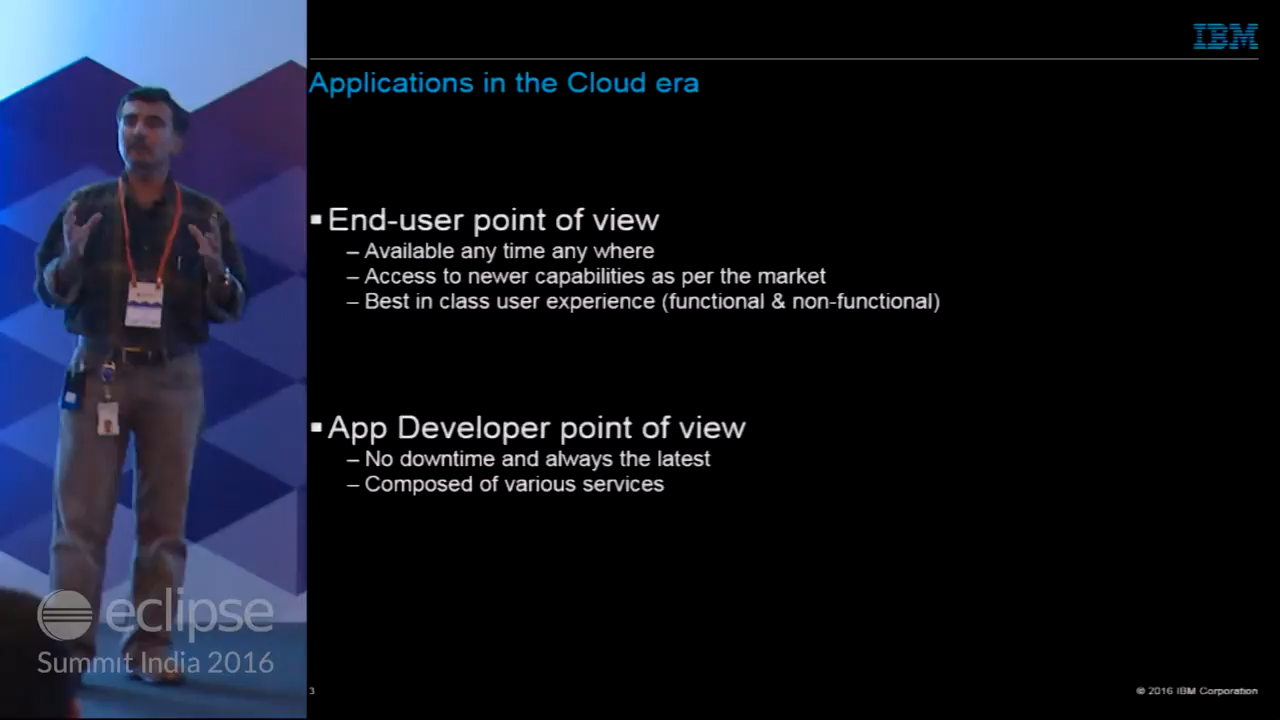 IBM
Applications in the Cloud era
▪ End-user point of view
– Available any time any where
– Access to newer capabilities as per the market
– Best in class user experience (functional & non-functional)
▪ App Developer point of view
– No downtime and always the latest
– Composed of various services
eclipse
Summit India 2016
3
© 2016 IBM Corporation